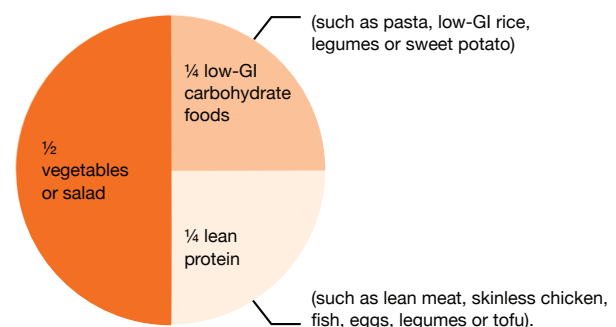 (such as pasta, low-GI rice,
legumes or sweet potato)
¼ low-GI
carbohydrate
foods
½
vegetables
or salad
¼ lean
protein
(such as lean meat, skinless chicken,
fish, eggs, legumes or tofu).